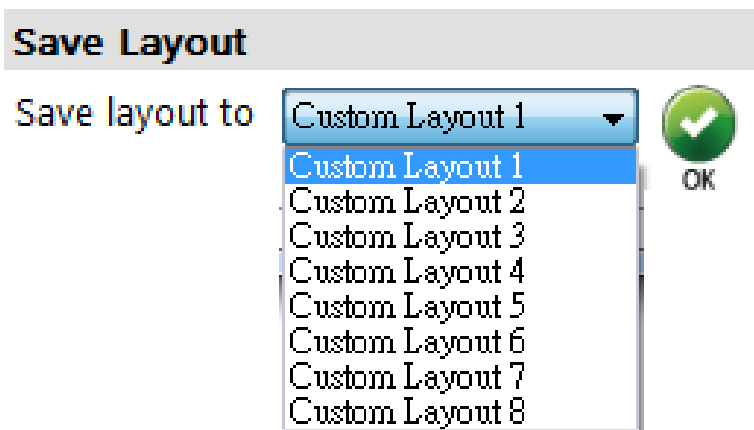 Save Layout
Save layout to Custom Layout 1
OK
Custom Layout 1
Custom Layout 2
Custom Layout 3
Custom Layout 4
Custom Layout 5
Custom Layout 6
Custom Layout 7
Custom Layout 8